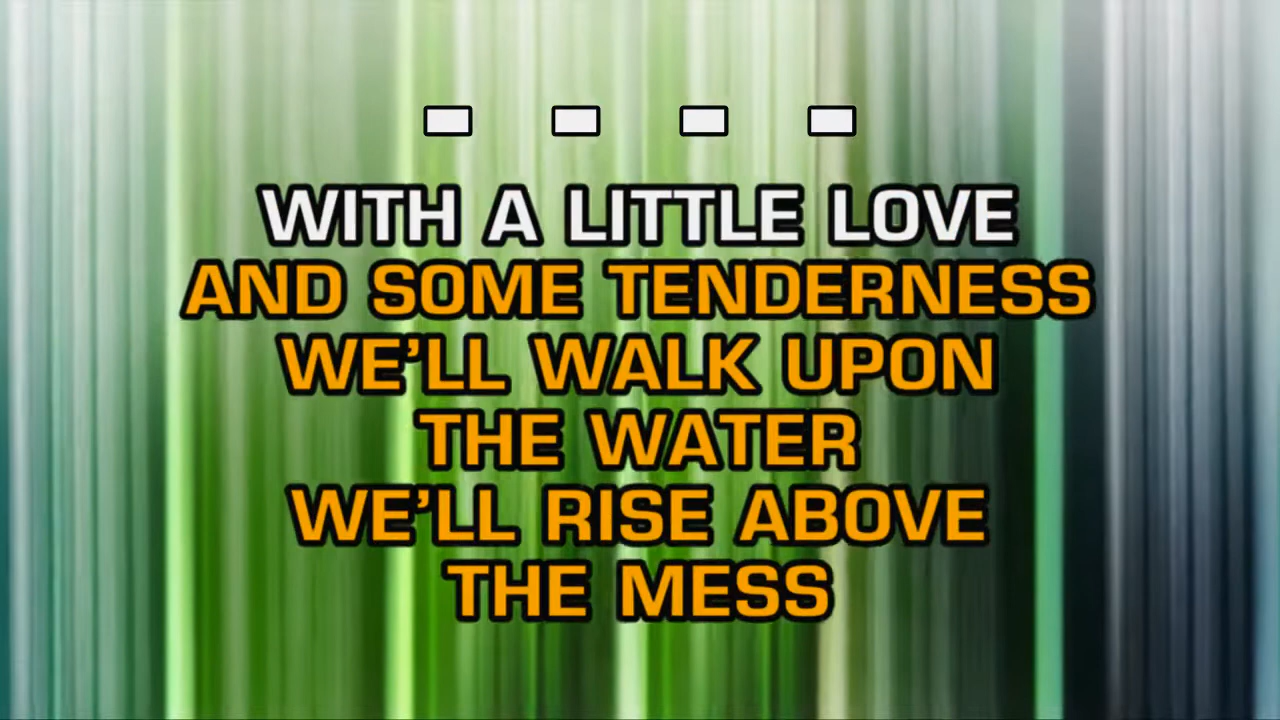 WITH A LITTLE LOVE
AND SOME TENDERNESS
WE’LL WALK UPON
THE WATER
WE’LL RISE ABOVE
THE MESS